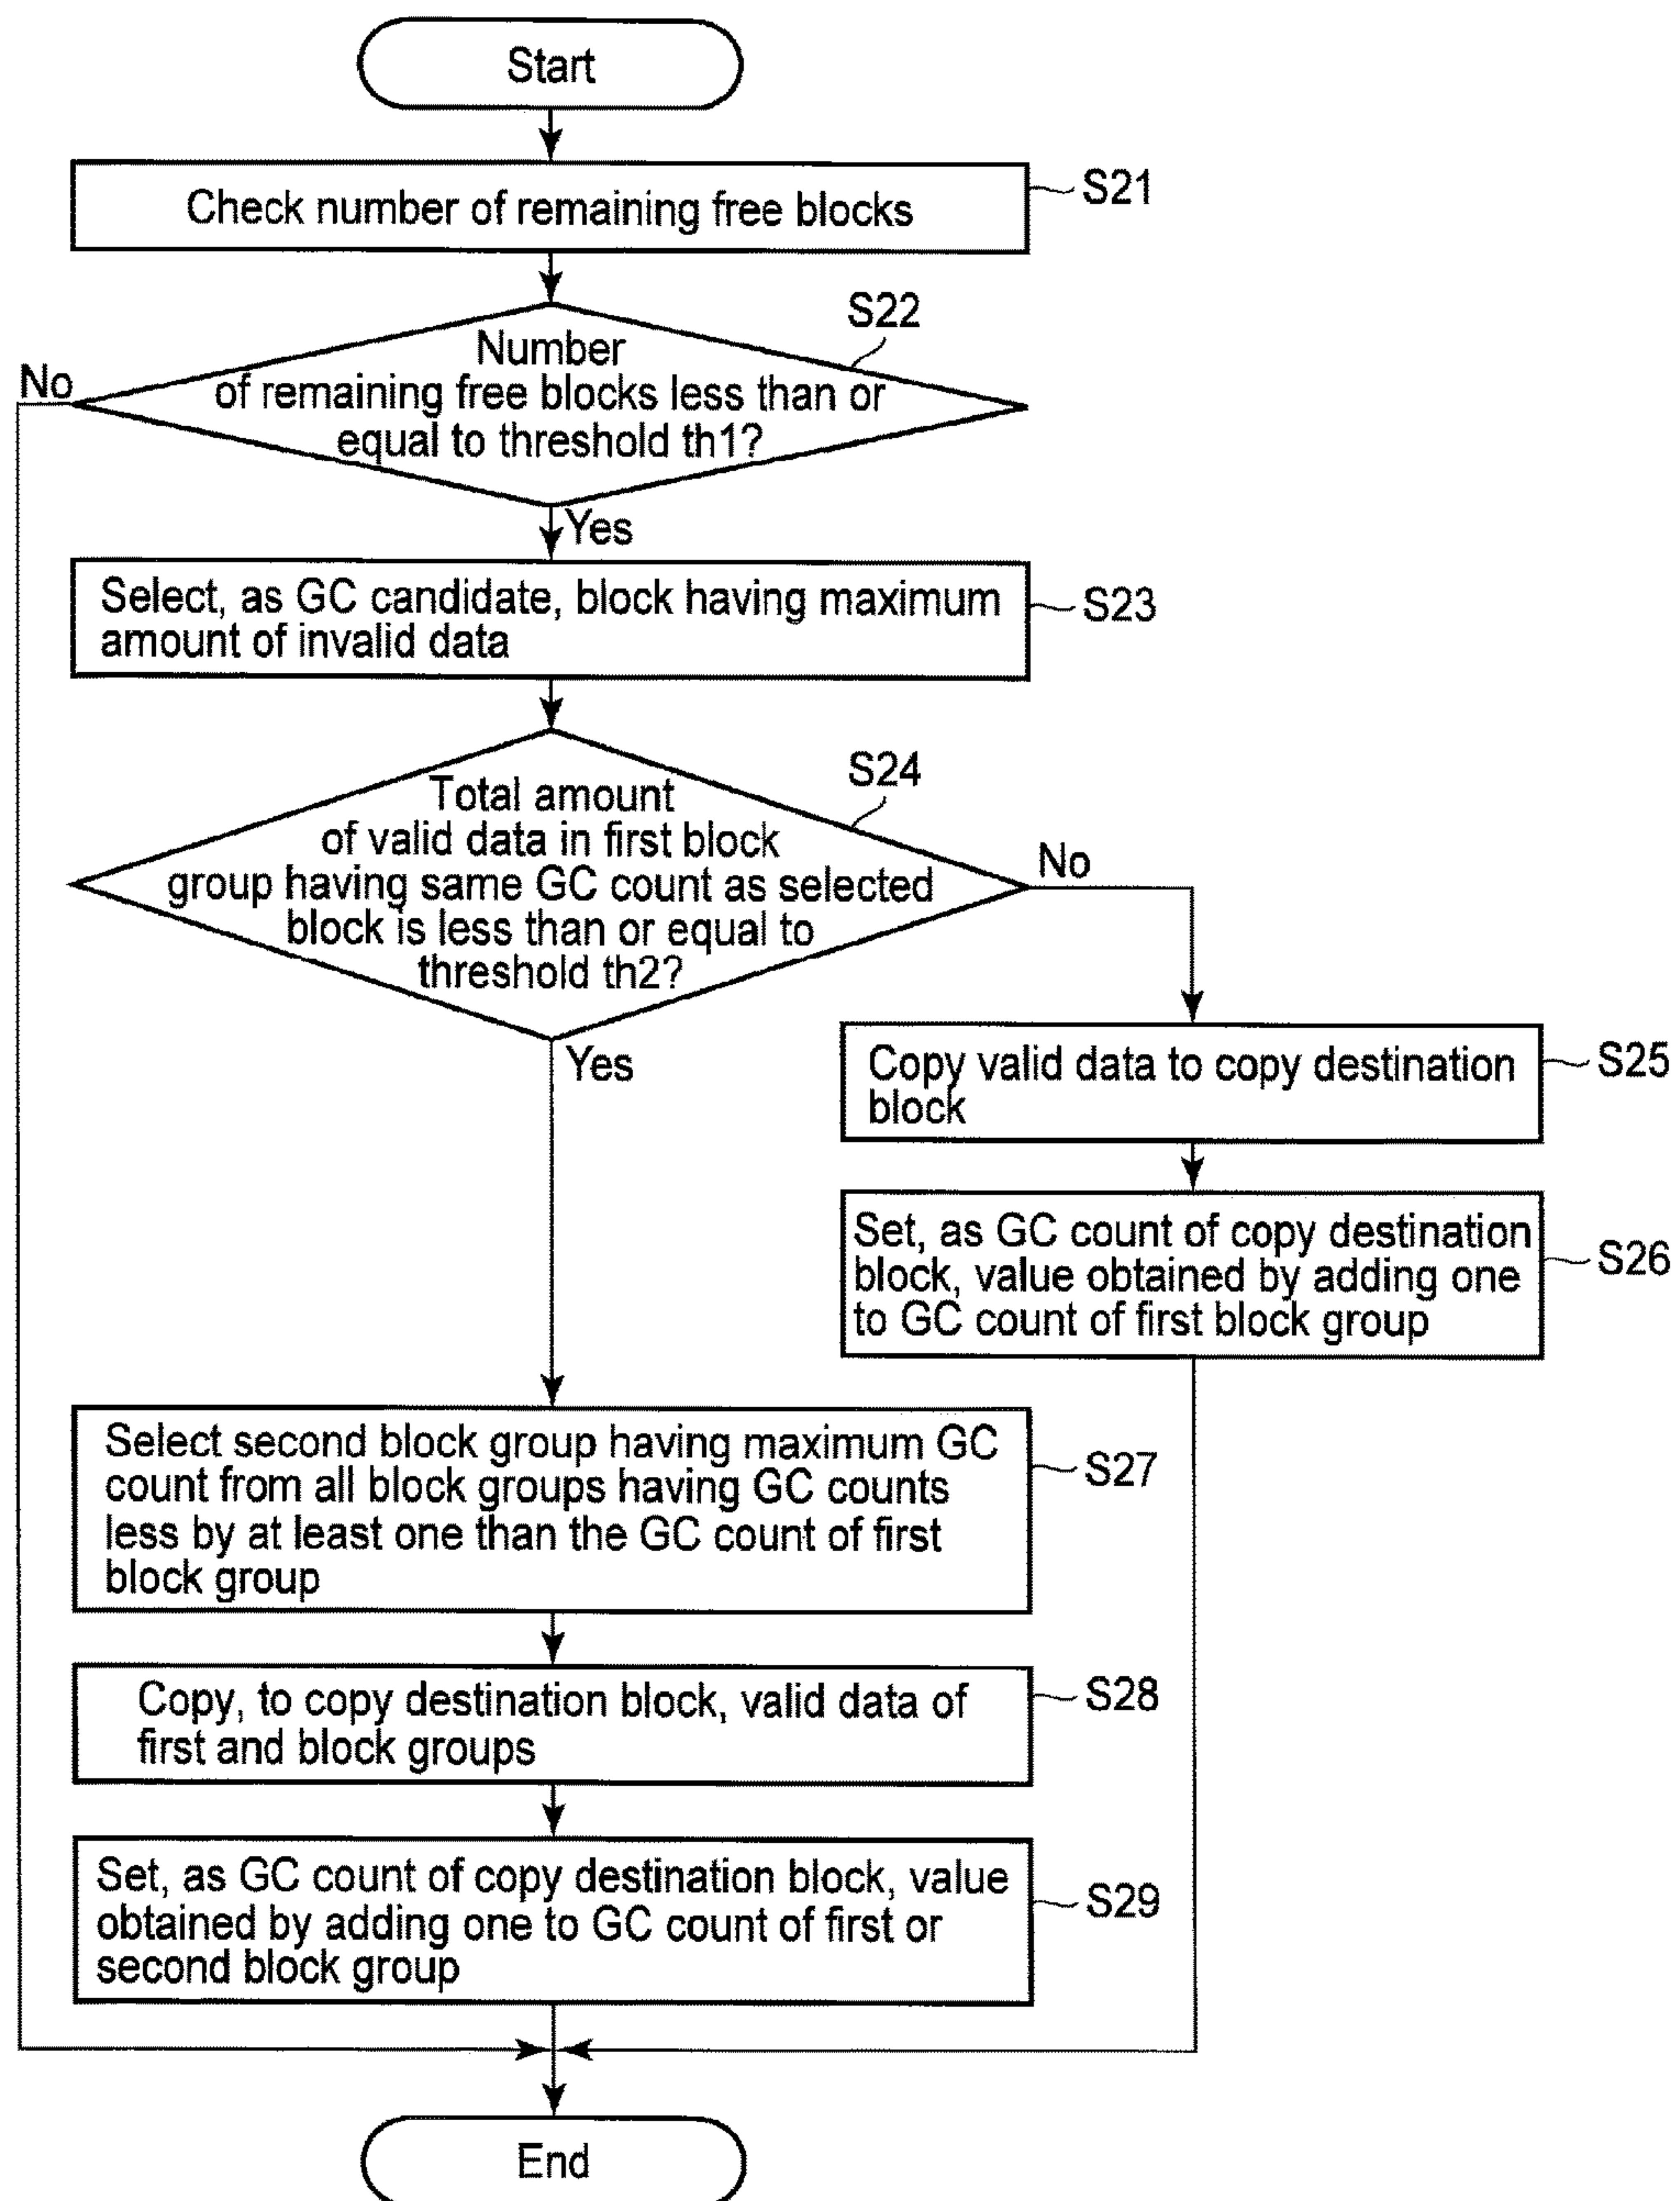 Start
Check number of remaining free blocks
S21
S22
Number
of remaining free blocks less than or
equal to threshold th1?
No
Yes
Select, as GC candidate, block having maximum
amount of invalid data
S23
S24
Total amount
of valid data in first block
group having same GC count as selected
block is less than or equal to
threshold th2?
No
Yes
Copy valid data to copy destination
block
S25
Set, as GC count of copy destination
block, value obtained by adding one
to GC count of first block group
S26
Select second block group having maximum GC
count from all block groups having GC counts
less by at least one than the GC count of first
block group
S27
Copy, to copy destination block, valid data of
first and block groups
S28
Set, as GC count of copy destination block, value
obtained by adding one to GC count of first or
second block group
S29
End